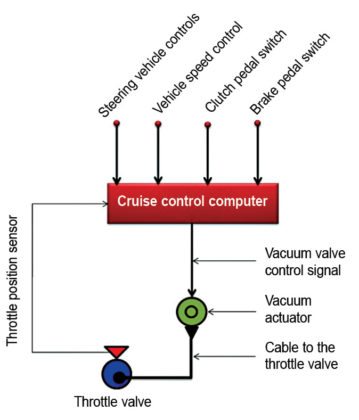 Steering vehicle controls
Vehicle speed control
Clutch pedal switch
Brake pedal switch
Cruise control computer
Throttle position sensor
Vacuum valve
control signal
Vacuum
actuator
Cable to the
throttle valve
Throttle valve